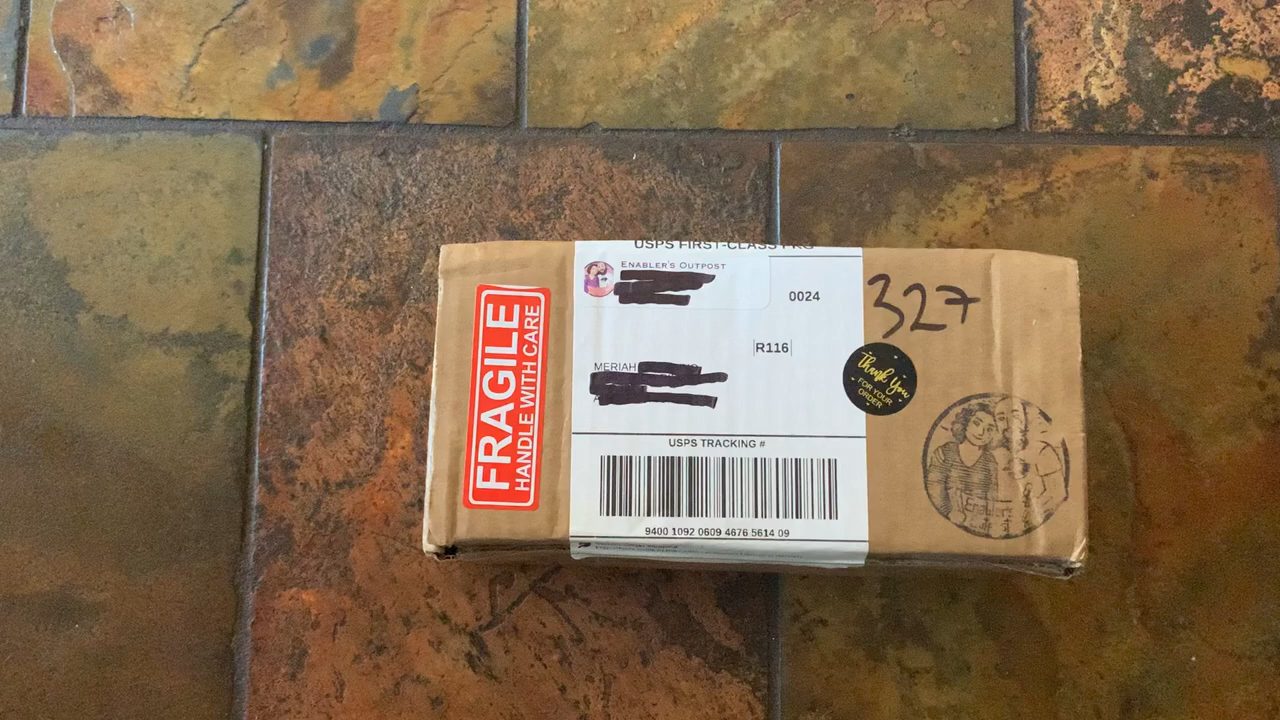 USPS FIRST-CLASS PKG
ENABLER'S OUTPOST
0024
R116
MERIAH
USPS TRACKING #
9400 1092 0609 4676 5614 09
FRAGILE
HANDLE WITH CARE
327
Thank You
FOR YOUR
ORDER
Enabler's